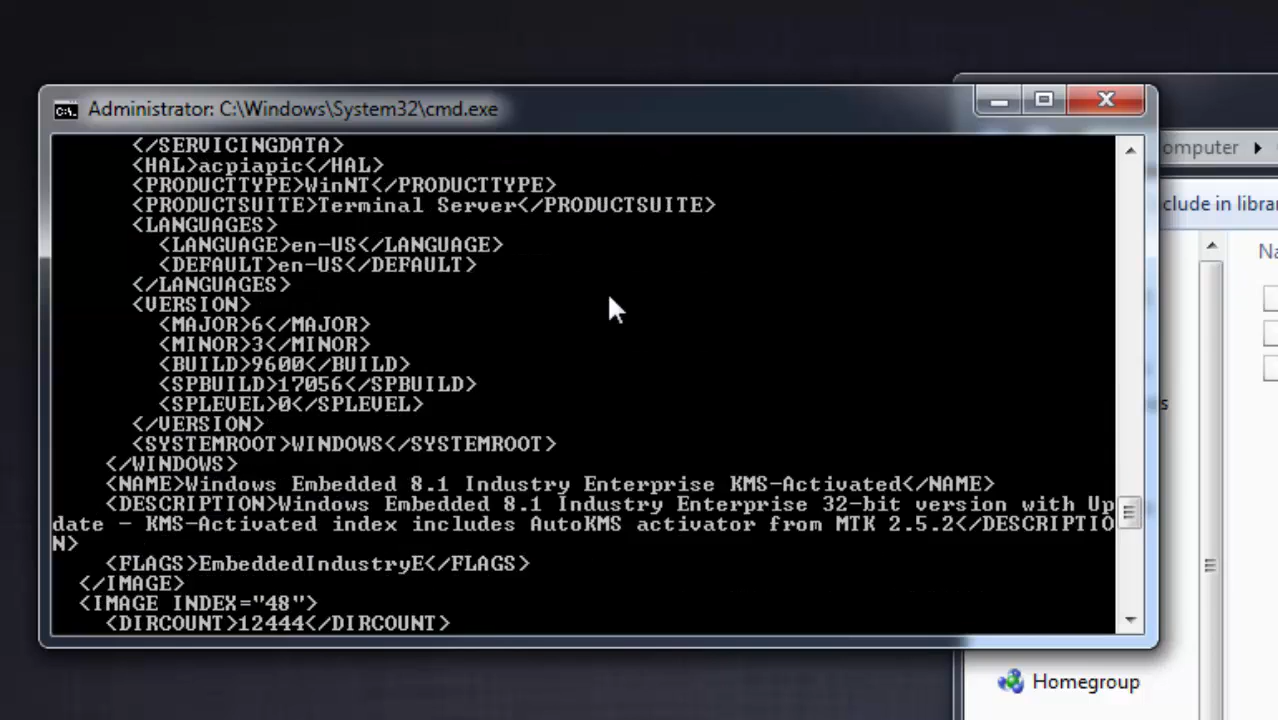 Administrator: C:\Windows\System32\cmd.exe
</SERVICINGDATA>
<HAL>acpiapic</HAL>
<PRODUCTTYPE>WinNT</PRODUCTTYPE>
<PRODUCTSUITE>Terminal Server</PRODUCTSUITE>
<LANGUAGES>
<LANGUAGE>en-US</LANGUAGE>
<DEFAULT>en-US</DEFAULT>
</LANGUAGES>
<VERSION>
<MAJOR>6</MAJOR>
<MINOR>3</MINOR>
<BUILD>9600</BUILD>
<SPBUILD>17056</SPBUILD>
<SPLEVEL>0</SPLEVEL>
</VERSION>
<SYSTEMROOT>WINDOWS</SYSTEMROOT>
</WINDOWS>
<NAME>Windows Embedded 8.1 Industry Enterprise KMS-Activated</NAME>
<DESCRIPTION>Windows Embedded 8.1 Industry Enterprise 32-bit version with Up
date - KMS-Activated index includes AutoKMS activator from MTK 2.5.2</DESCRIPTIO
N>
<FLAGS>EmbeddedIndustryE</FLAGS>
</IMAGE>
<IMAGE INDEX="48">
<DIRCOUNT>12444</DIRCOUNT>
omputer
clude in librar
Na
s
Homegroup